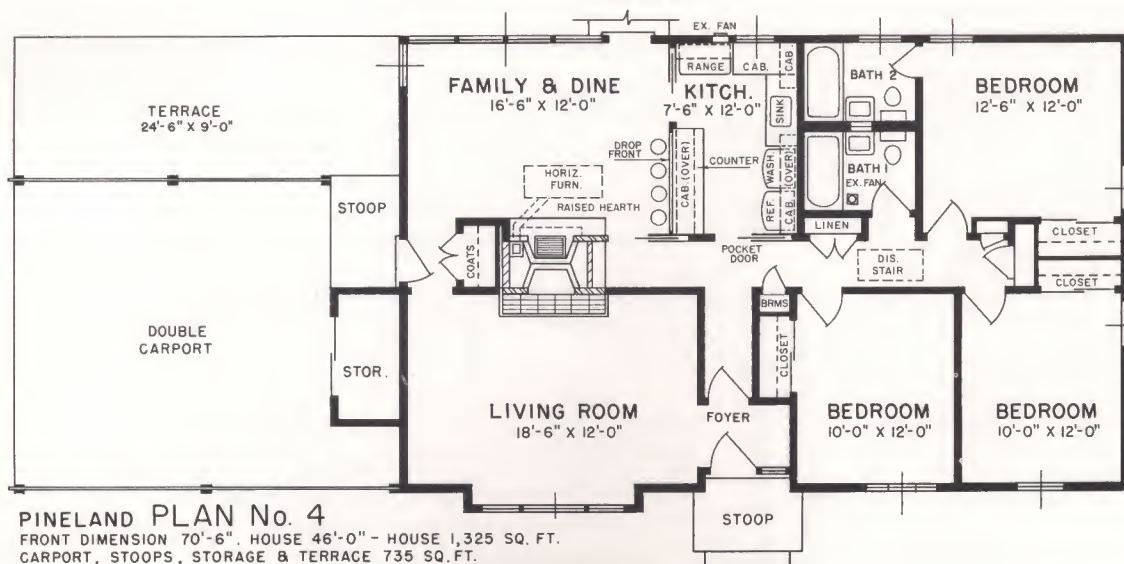 EX. FAN
RANGE
CAB.
CAB
BATH 2
FAMILY & DINE
16'-6" X 12'-0"
KITCH.
7'-6" X 12'-0"
BEDROOM
12'-6" X 12'-0"
TERRACE
24'-6" X 9'-0"
SINK
DROP
FRONT
CAB.(OVER)
COUNTER
WASH.
(OVER)
BATH 1
EX. FAN
HORIZ.
FURN.
RAISED HEARTH
STOOP
REF.
CAB.
LINEN
CLOSET
COATS
POCKET
DOOR
DIS.
STAIR
CLOSET
BRMS
DOUBLE
CARPORT
STOR.
CLOSET
LIVING ROOM
18'-6" X 12'-0"
FOYER
BEDROOM
10'-0" X 12'-0"
BEDROOM
10'-0" X 12'-0"
STOOP
PINELAND PLAN No. 4
FRONT DIMENSION 70'-6". HOUSE 46'-0" - HOUSE 1,325 SQ. FT.
CARPORT, STOOPS, STORAGE & TERRACE 735 SQ. FT.